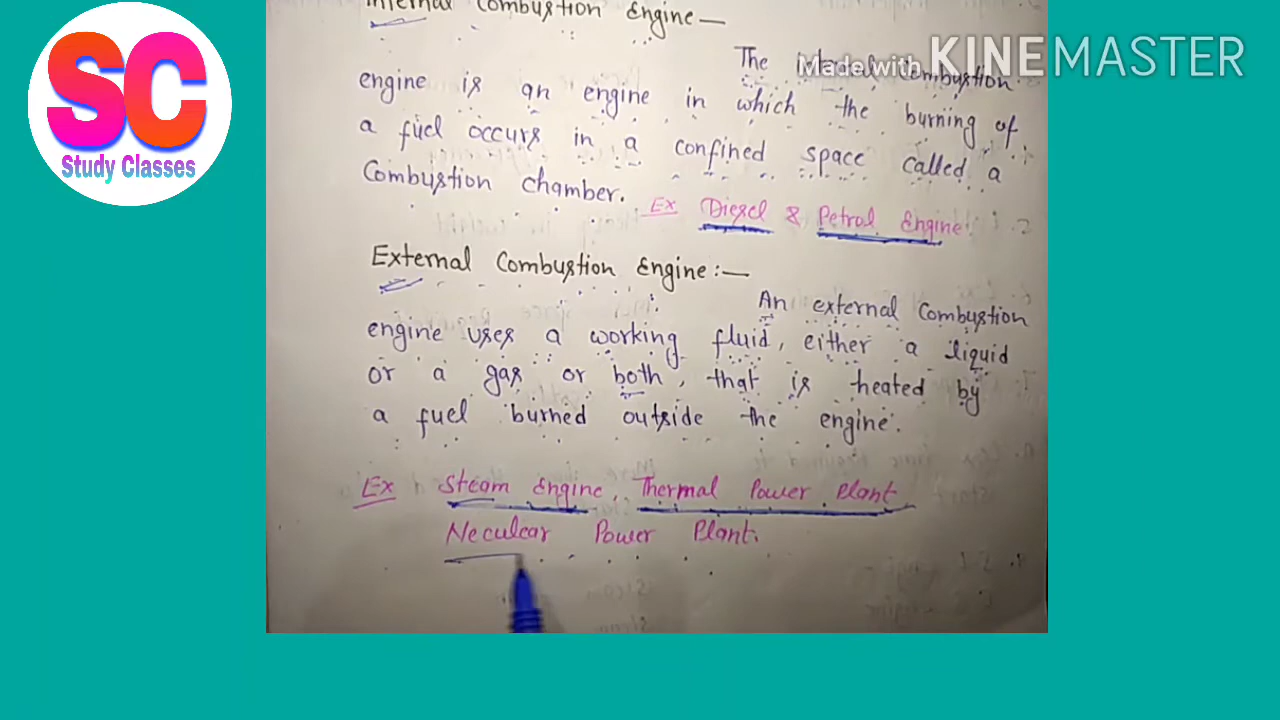 SC
Study Classes
Made with KINEMASTER
Internal Combustion Engine —
The internal Combustion
engine is an engine in which the burning of
a fuel occurs in a confined space called a
Combustion chamber.
Ex Diesel & Petrol Engine.
External Combustion Engine :—
An external Combustion
engine uses a working fluid, either a liquid
or a gas or both, that is heated by
a fuel burned outside the engine.
Ex Steam Engine, Thermal Power Plant
Neculear Power Plant.